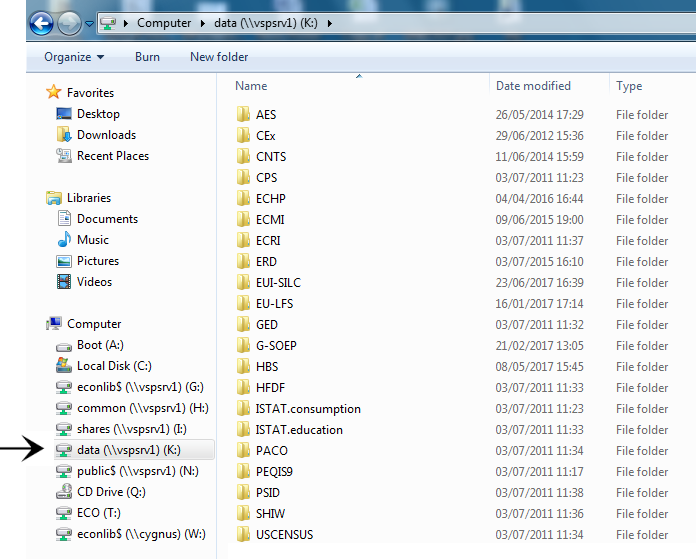 Computer ▸ data (\\vspsrv1) (K:) ▸
Organize Burn New folder
Favorites
Desktop
Downloads
Recent Places
Libraries
Documents
Music
Pictures
Videos
Computer
Boot (A:)
Local Disk (C:)
econlib$ (\\vspsrv1) (G:)
common (\\vspsrv1) (H:)
shares (\\vspsrv1) (I:)
data (\\vspsrv1) (K:)
public$ (\\vspsrv1) (N:)
CD Drive (Q:)
ECO (T:)
econlib$ (\\cygnus) (W:)
Name Date modified Type
AES 26/05/2014 17:29 File folder
CEx 29/06/2012 15:36 File folder
CNTS 11/06/2014 15:59 File folder
CPS 03/07/2011 11:23 File folder
ECHP 04/04/2016 16:44 File folder
ECMI 09/06/2015 19:00 File folder
ECRI 03/07/2011 11:37 File folder
ERD 03/07/2015 16:10 File folder
EUI-SILC 23/06/2017 16:39 File folder
EU-LFS 16/01/2017 17:14 File folder
GED 03/07/2011 11:32 File folder
G-SOEP 21/02/2017 13:05 File folder
HBS 08/05/2017 15:45 File folder
HFDF 03/07/2011 11:33 File folder
ISTAT.consumption 03/07/2011 11:23 File folder
ISTAT.education 03/07/2011 11:33 File folder
PACO 03/07/2011 11:34 File folder
PEQIS9 03/07/2011 11:17 File folder
PSID 03/07/2011 11:38 File folder
SHIW 03/07/2011 11:36 File folder
USCENSUS 03/07/2011 11:34 File folder